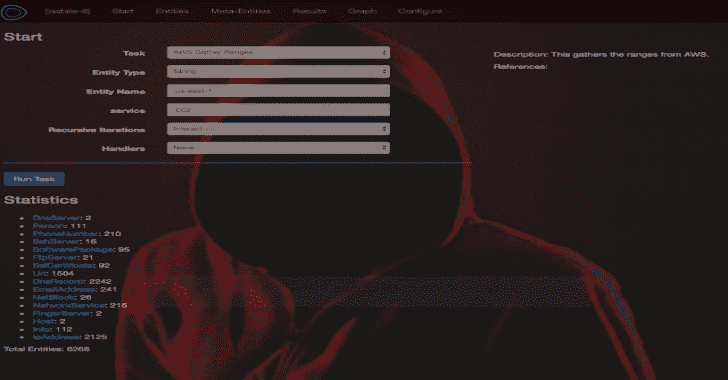 Start Entities Meta-Entities Results Graph Configure
Start
Task AWS Gather Ranges
Entity Type String
Entity Name us-east-1
service EC2
Recursive Iterations
Handlers None
Description: This gathers the ranges from AWS.
References:
Run Task
Statistics
DnsServer: 2
Person: 111
PhoneNumber: 210
SshServer: 16
SoftwarePackage: 95
FtpServer: 21
SslCertificate: 92
Uri: 1504
DnsRecord: 2242
EmailAddress: 241
NetBlock: 26
NetworkService: 215
FingerServer: 2
Host: 2
Info: 112
IpAddress: 2125
Total Entities: 6268